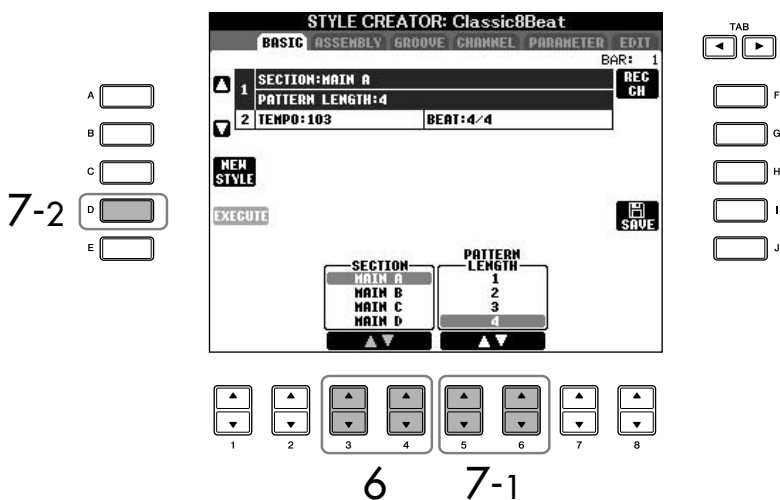 STYLE CREATOR: Classic8Beat
TAB
BASIC ASSEMBLY GROOVE CHANNEL PARAMETER EDIT
BAR: 1
1 SECTION:MAIN A
PATTERN LENGTH:4
REC CH
2 TEMPO:103 BEAT:4/4
A
B
C
D
E
F
G
H
I
J
NEW STYLE
7-2
EXECUTE
SAVE
SECTION
MAIN A
MAIN B
MAIN C
MAIN D
PATTERN LENGTH
1
2
3
4
1 2 3 4 5 6 7 8
6 7-1